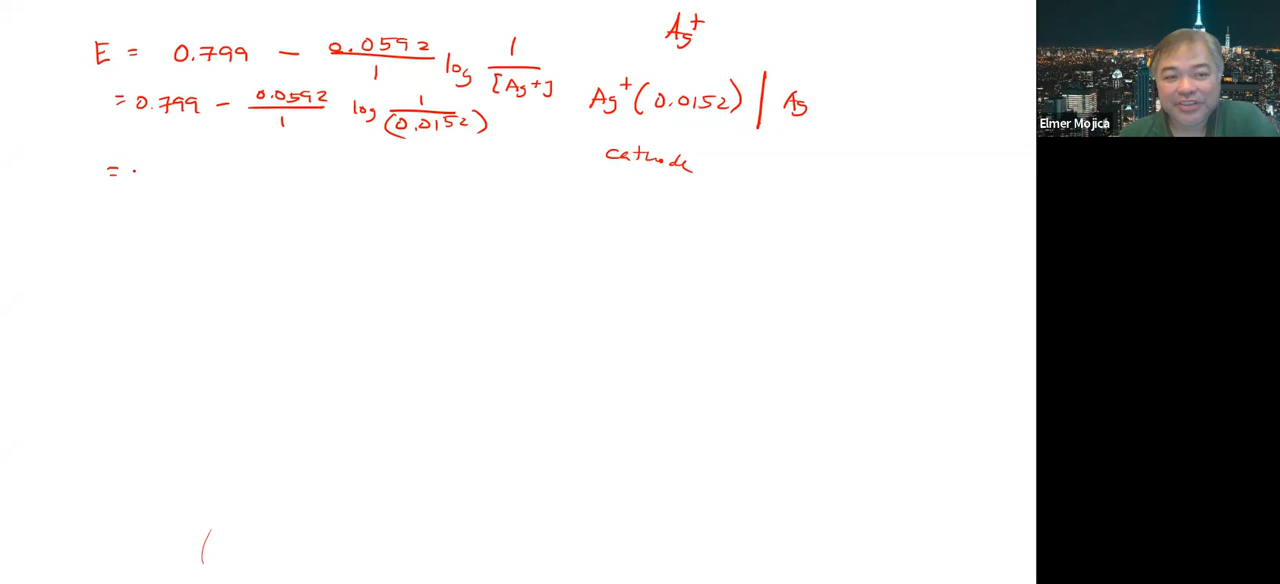 Ag⁺
E = 0.799 − 0.0592/1 log 1/[Ag+]
= 0.799 − 0.0592/1 log 1/(0.0152)
Ag⁺(0.0152) | Ag
cathode
= .
(
Elmer Mojica